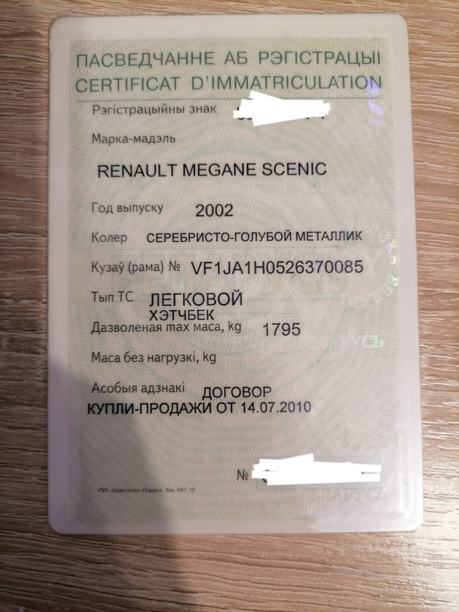 ПАСВЕДЧАННЕ АБ РЭГІСТРАЦЫІ
CERTIFICAT D'IMMATRICULATION
Рэгістрацыйны знак
Марка-мадэль
RENAULT MEGANE SCENIC
Год выпуску 2002
Колер СЕРЕБРИСТО-ГОЛУБОЙ МЕТАЛЛИК
Кузаў (рама) № VF1JA1H0526370085
Тып ТС ЛЕГКОВОЙ
ХЭТЧБЕК
Дазволеная max маса, kg 1795
Маса без нагрузкі, kg
Асобыя адзнакі ДОГОВОР
КУПЛИ-ПРОДАЖИ ОТ 14.07.2010
№
БЕЛАРУСЬ